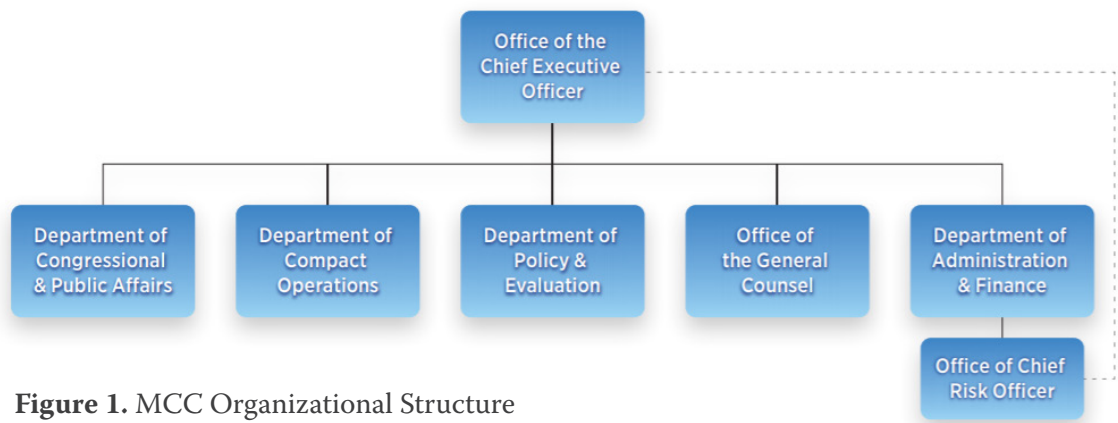 Office of the
Chief Executive
Officer
Department of
Congressional
& Public Affairs
Department of
Compact
Operations
Department of
Policy &
Evaluation
Office of
the General
Counsel
Department of
Administration
& Finance
Office of Chief
Risk Officer
Figure 1. MCC Organizational Structure